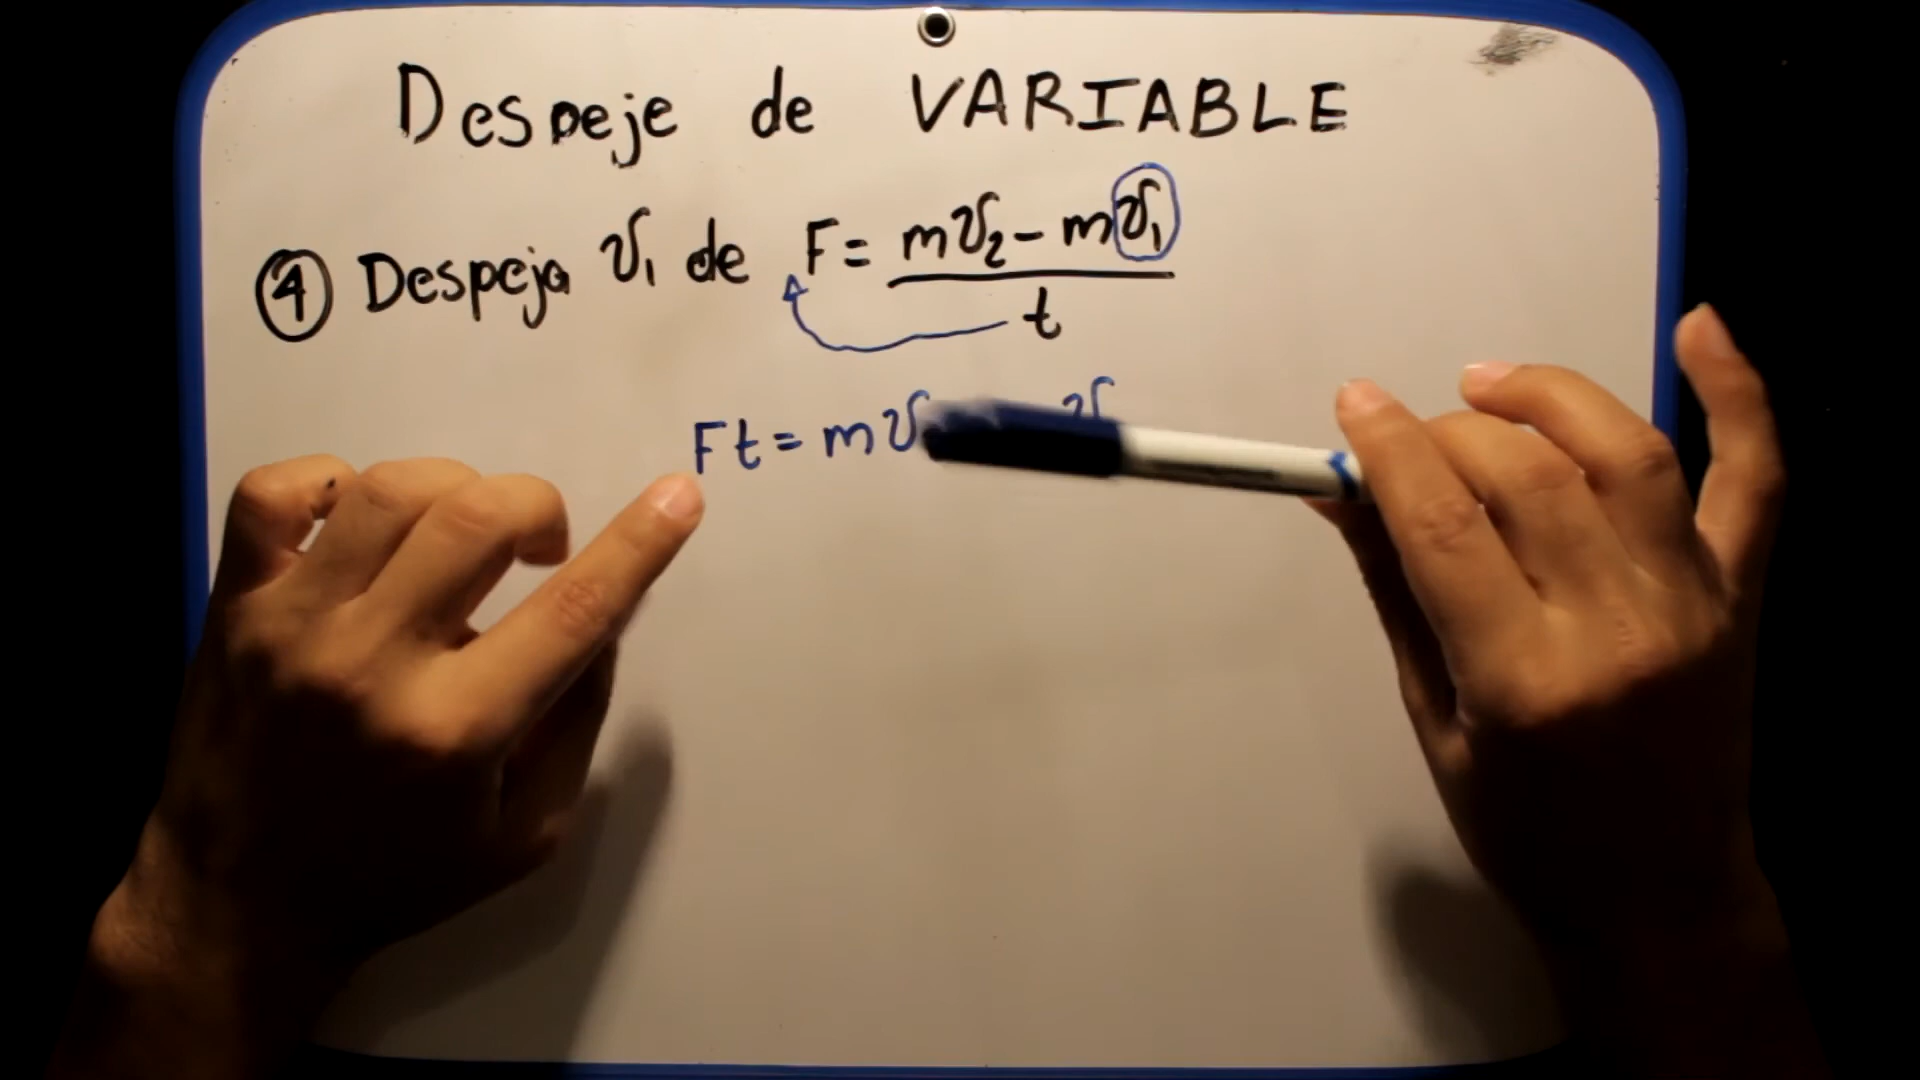 Despeje de VARIABLE
④ Despeja v₁ de F = mv₂ - mv₁
t
Ft = mv v